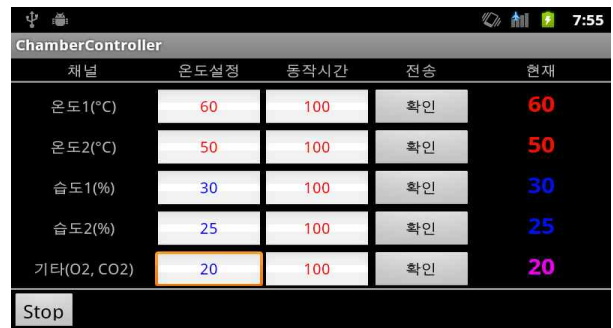 7:55
ChamberController
채널 온도설정 동작시간 전송 현재
온도1(°C) 60 100 확인 60
온도2(°C) 50 100 확인 50
습도1(%) 30 100 확인 30
습도2(%) 25 100 확인 25
기타(O2, CO2) 20 100 확인 20
Stop